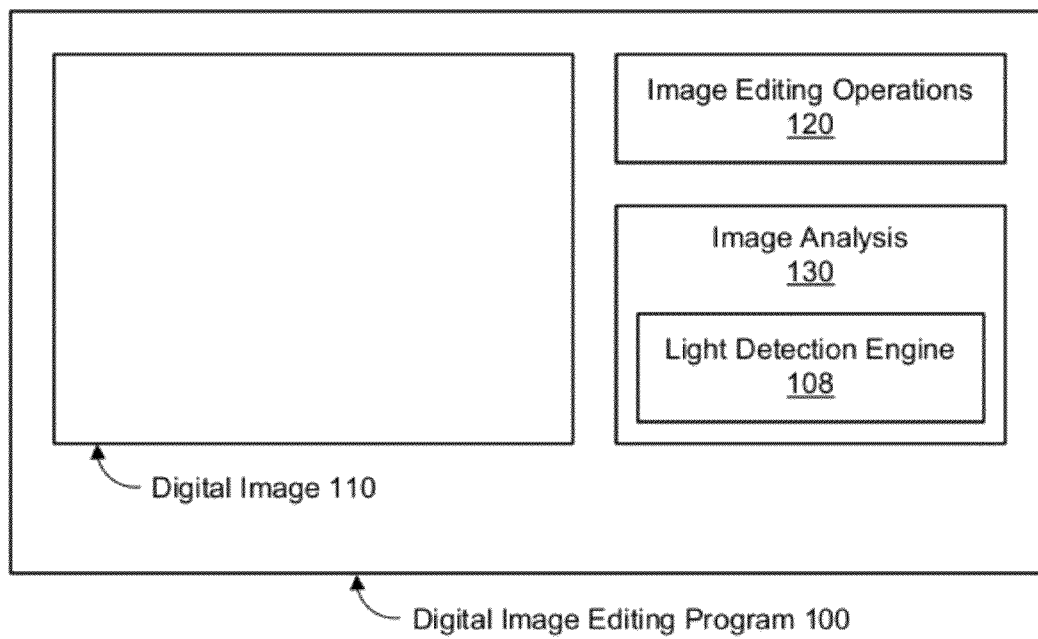 Image Editing Operations
120
Image Analysis
130
Light Detection Engine
108
Digital Image 110
Digital Image Editing Program 100